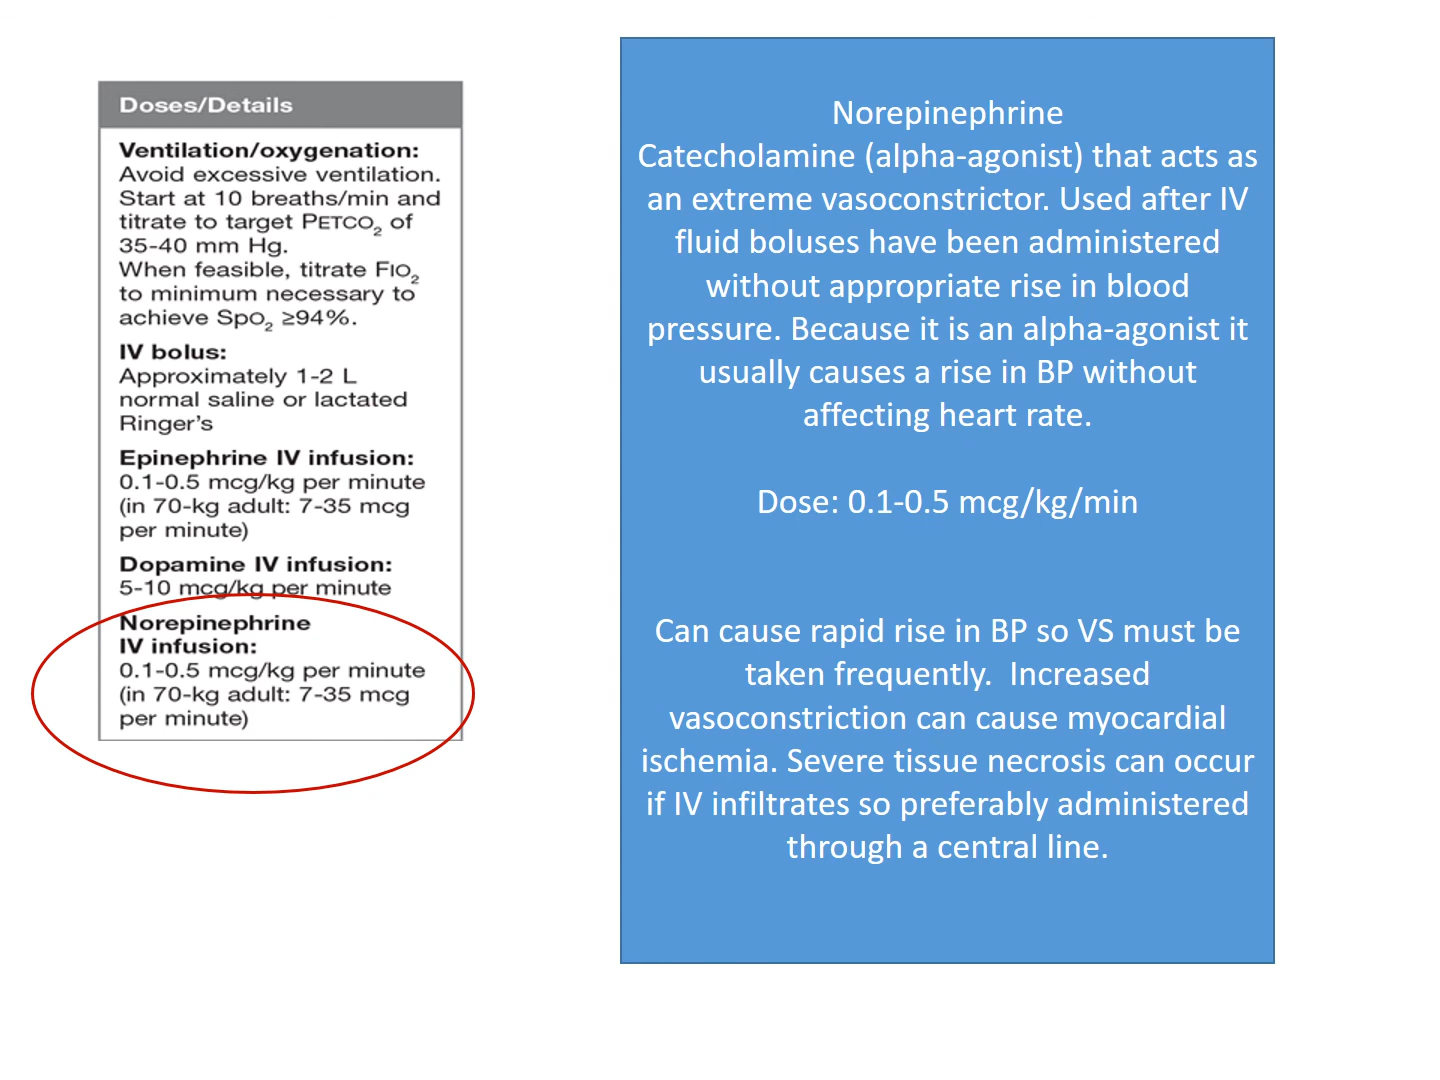 Doses/Details
Ventilation/oxygenation:
Avoid excessive ventilation.
Start at 10 breaths/min and
titrate to target PETCO2 of
35-40 mm Hg.
When feasible, titrate FIO2
to minimum necessary to
achieve SpO2 ≥94%.
IV bolus:
Approximately 1-2 L
normal saline or lactated
Ringer’s
Epinephrine IV infusion:
0.1-0.5 mcg/kg per minute
(in 70-kg adult: 7-35 mcg
per minute)
Dopamine IV infusion:
5-10 mcg/kg per minute
Norepinephrine
IV infusion:
0.1-0.5 mcg/kg per minute
(in 70-kg adult: 7-35 mcg
per minute)
Norepinephrine
Catecholamine (alpha-agonist) that acts as
an extreme vasoconstrictor. Used after IV
fluid boluses have been administered
without appropriate rise in blood
pressure. Because it is an alpha-agonist it
usually causes a rise in BP without
affecting heart rate.
Dose: 0.1-0.5 mcg/kg/min
Can cause rapid rise in BP so VS must be
taken frequently.  Increased
vasoconstriction can cause myocardial
ischemia. Severe tissue necrosis can occur
if IV infiltrates so preferably administered
through a central line.